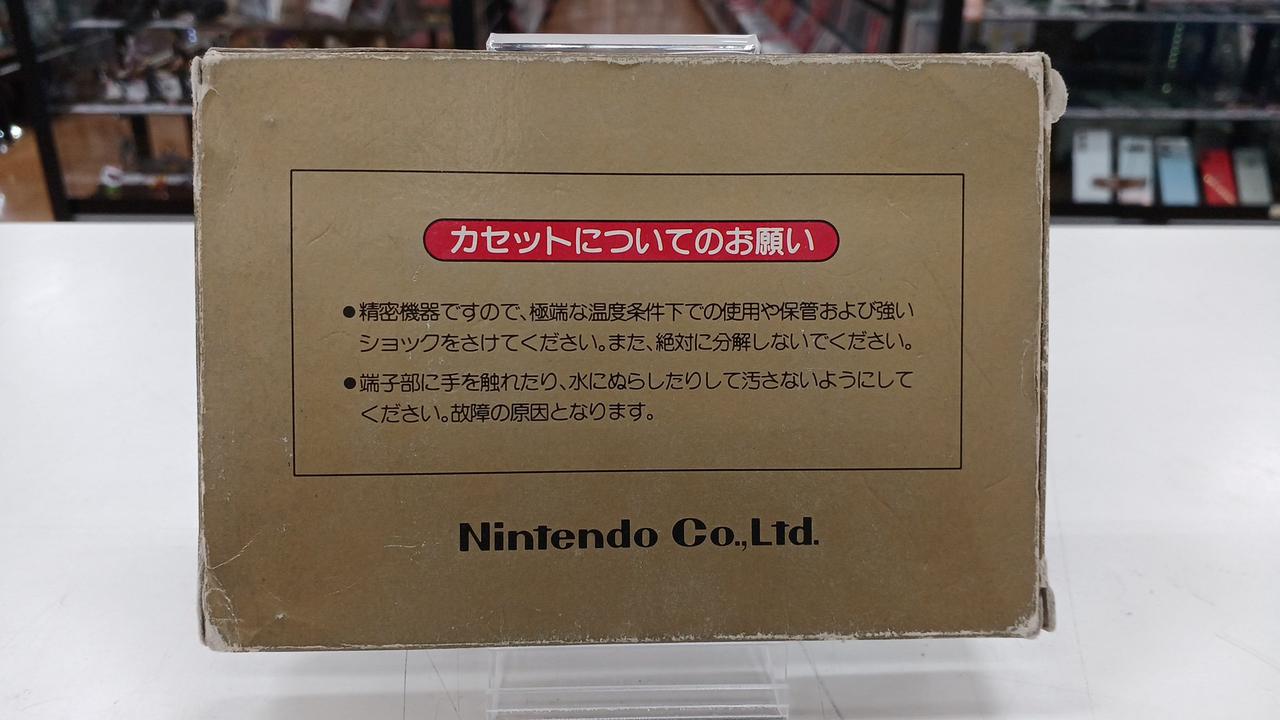 カセットについてのお願い
●精密機器ですので、極端な温度条件下での使用や保管および強い
ショックをさけてください。また、絶対に分解しないでください。
●端子部に手を触れたり、水にぬらしたりして汚さないようにして
ください。故障の原因となります。
Nintendo Co.,Ltd.